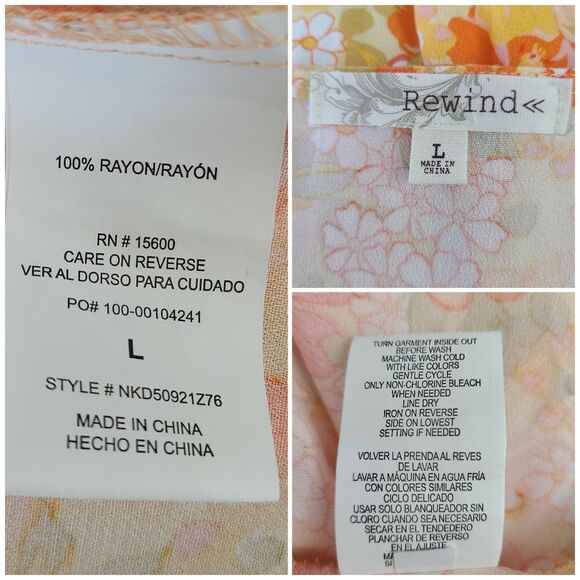 100% RAYON/RAYÓN
RN # 15600
CARE ON REVERSE
VER AL DORSO PARA CUIDADO
PO# 100-00104241
L
STYLE # NKD50921Z76
MADE IN CHINA
HECHO EN CHINA
Rewind«
L
MADE IN
CHINA
TURN GARMENT INSIDE OUT
BEFORE WASH
MACHINE WASH COLD
WITH LIKE COLORS
GENTLE CYCLE
ONLY NON-CHLORINE BLEACH
WHEN NEEDED
LINE DRY
IRON ON REVERSE
SIDE ON LOWEST
SETTING IF NEEDED
VOLVER LA PRENDA AL REVES
DE LAVAR
LAVAR A MÁQUINA EN AGUA FRÍA
CON COLORES SIMILARES
CICLO DELICADO
USAR SOLO BLANQUEADOR SIN
CLORO CUANDO SEA NECESARIO
SECAR EN EL TENDEDERO
PLANCHAR DE REVERSO
EN EL AJUSTE